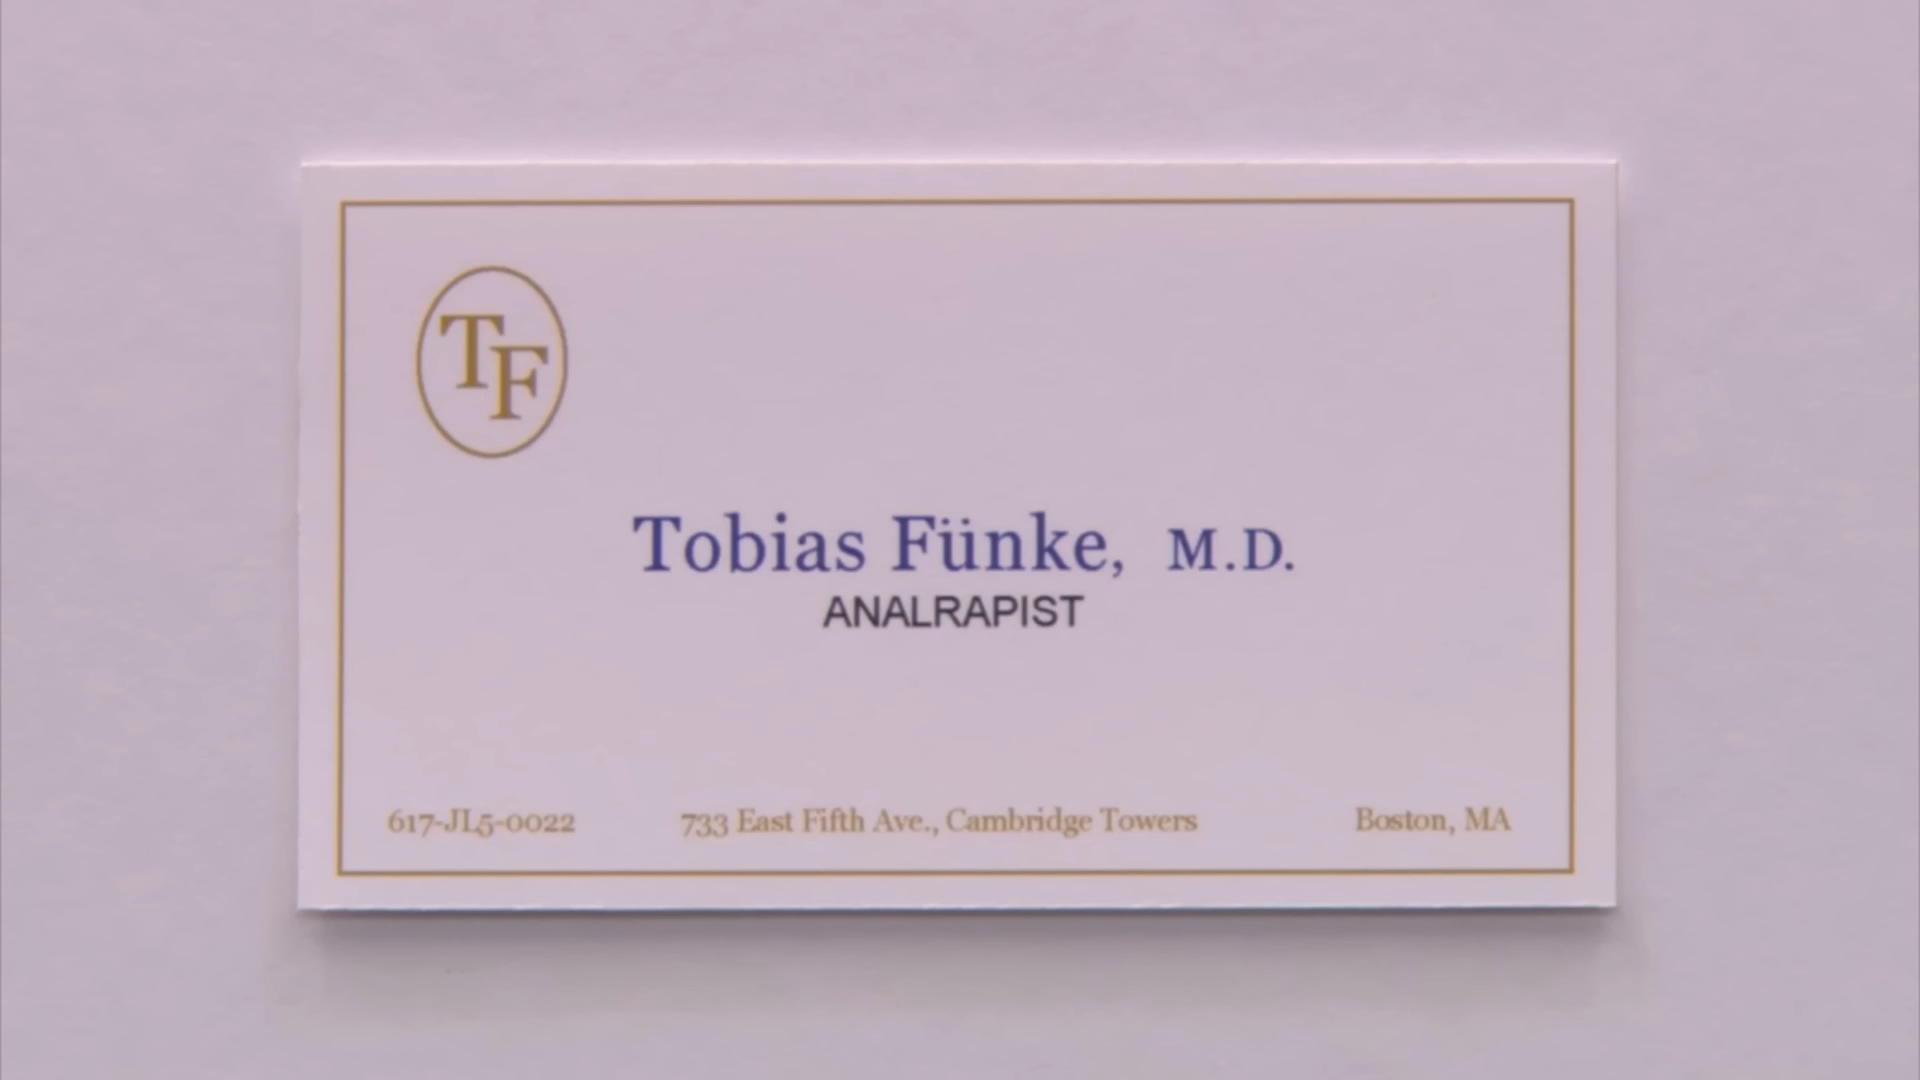 TF
Tobias Fünke, M.D.
ANALRAPIST
617-JL5-0022 733 East Fifth Ave., Cambridge Towers Boston, MA